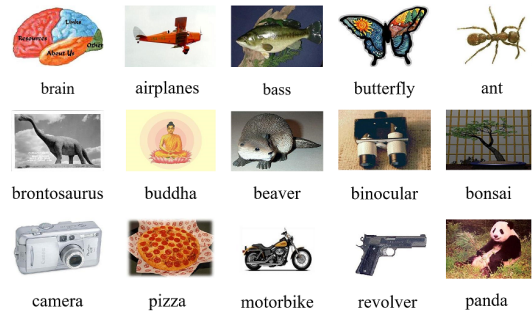 Links
Resources
Other
About Us
brain
airplanes
bass
butterfly
ant
brontosaurus
buddha
beaver
binocular
bonsai
camera
pizza
motorbike
revolver
panda